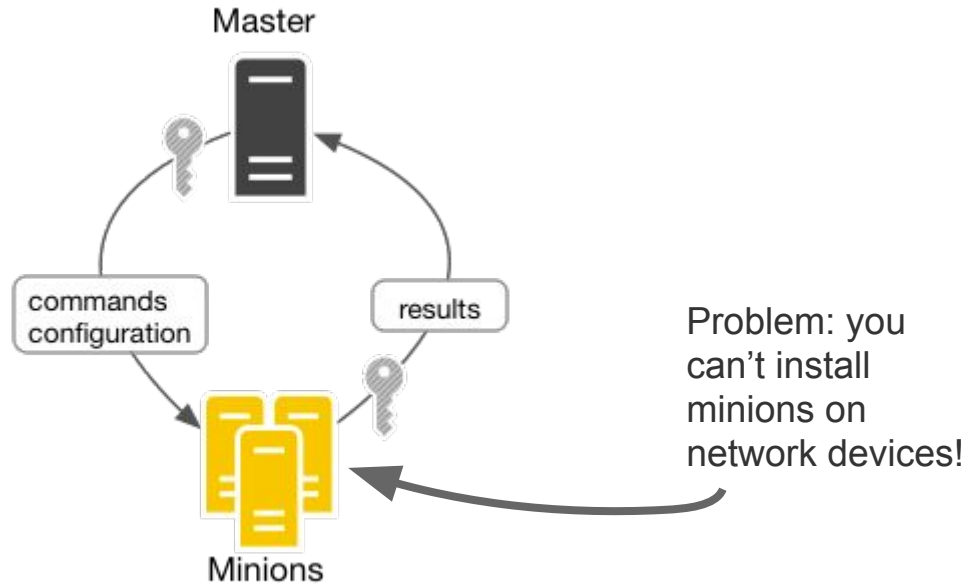 Master
commands
configuration
results
Problem: you
can’t install
minions on
network devices!
Minions